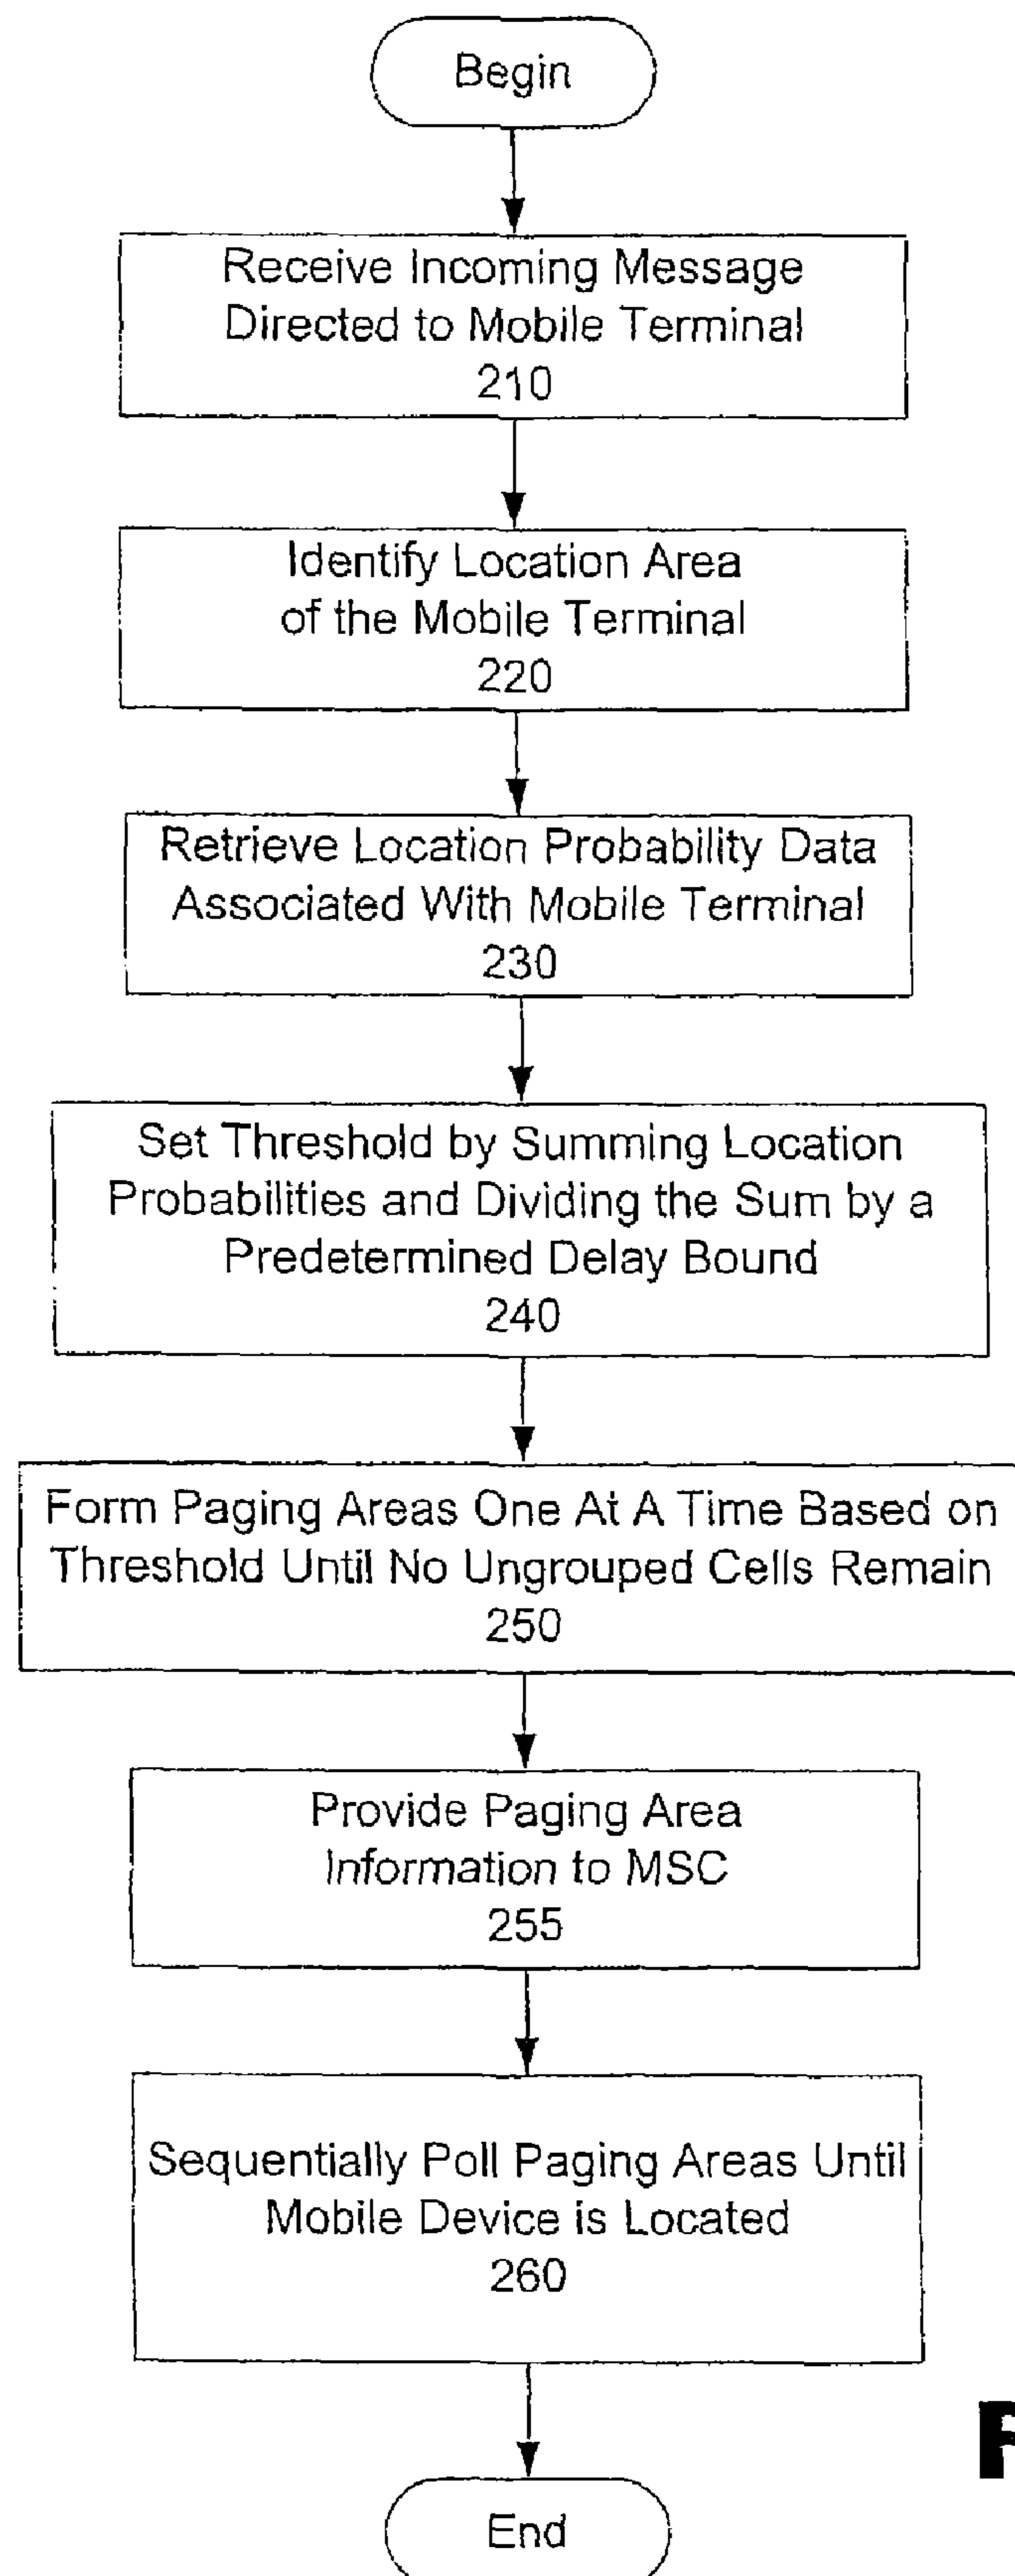 Begin
Receive Incoming Message
Directed to Mobile Terminal
210
Identify Location Area
of the Mobile Terminal
220
Retrieve Location Probability Data
Associated With Mobile Terminal
230
Set Threshold by Summing Location
Probabilities and Dividing the Sum by a
Predetermined Delay Bound
240
Form Paging Areas One At A Time Based on
Threshold Until No Ungrouped Cells Remain
250
Provide Paging Area
Information to MSC
255
Sequentially Poll Paging Areas Until
Mobile Device is Located
260
End